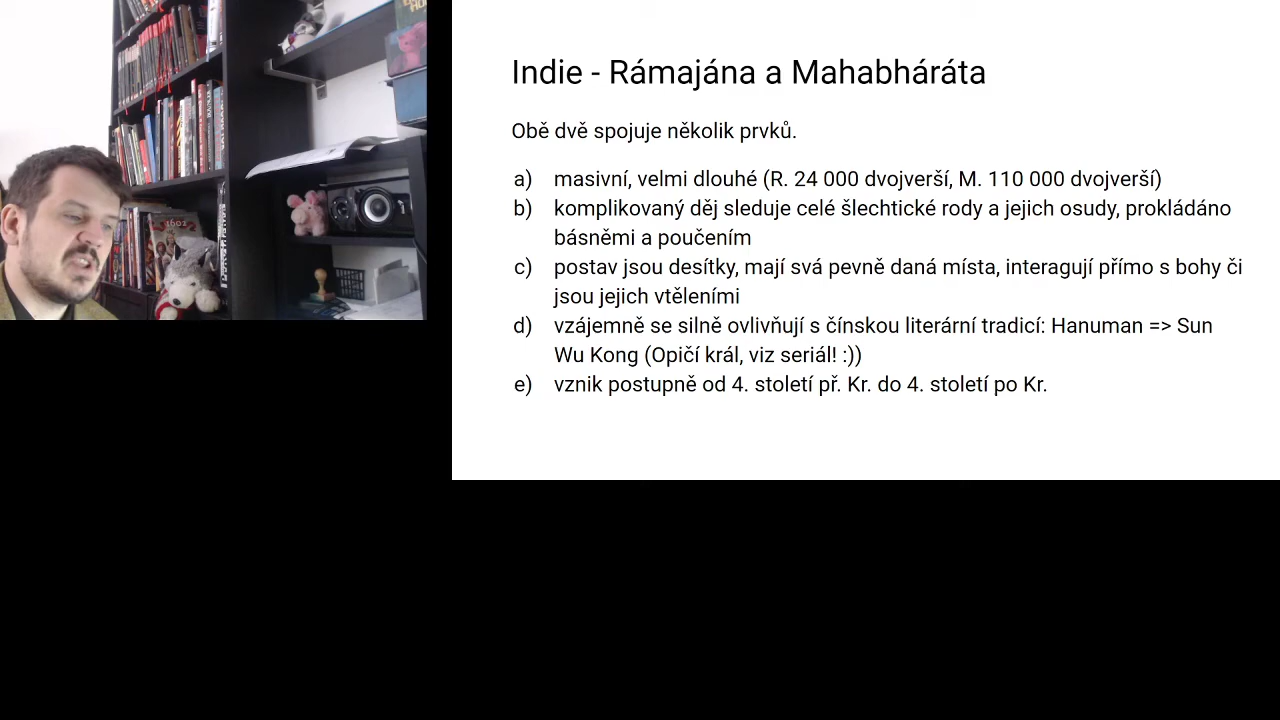 Indie - Rámajána a Mahabháráta
Obě dvě spojuje několik prvků.
a) masivní, velmi dlouhé (R. 24 000 dvojverší, M. 110 000 dvojverší)
b) komplikovaný děj sleduje celé šlechtické rody a jejich osudy, prokládáno
básněmi a poučením
c) postav jsou desítky, mají svá pevně daná místa, interagují přímo s bohy či
jsou jejich vtěleními
d) vzájemně se silně ovlivňují s čínskou literární tradicí: Hanuman => Sun
Wu Kong (Opičí král, viz seriál! :))
e) vznik postupně od 4. století př. Kr. do 4. století po Kr.
1602